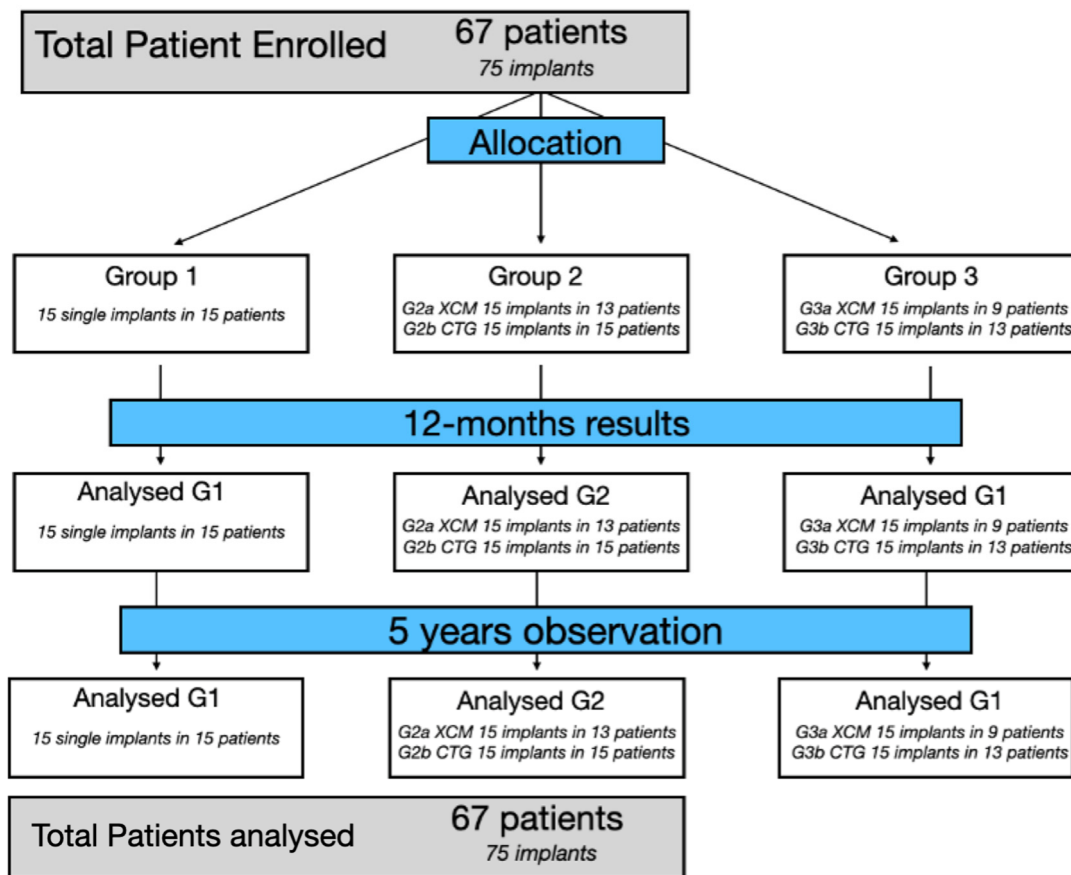 Total Patient Enrolled
67 patients
75 implants
Allocation
Group 1
15 single implants in 15 patients
Group 2
G2a XCM 15 implants in 13 patients
G2b CTG 15 implants in 15 patients
Group 3
G3a XCM 15 implants in 9 patients
G3b CTG 15 implants in 13 patients
12-months results
Analysed G1
15 single implants in 15 patients
Analysed G2
G2a XCM 15 implants in 13 patients
G2b CTG 15 implants in 15 patients
Analysed G1
G3a XCM 15 implants in 9 patients
G3b CTG 15 implants in 13 patients
5 years observation
Analysed G1
15 single implants in 15 patients
Analysed G2
G2a XCM 15 implants in 13 patients
G2b CTG 15 implants in 15 patients
Analysed G1
G3a XCM 15 implants in 9 patients
G3b CTG 15 implants in 13 patients
Total Patients analysed
67 patients
75 implants